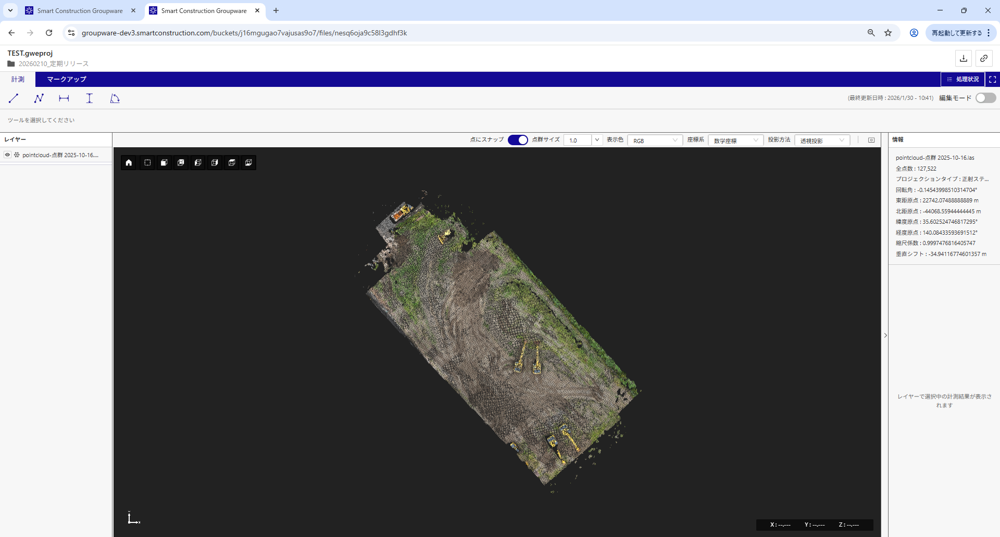 Smart Construction Groupware
Smart Construction Groupware
groupware-dev3.smartconstruction.com/buckets/j16mgugao7vajusas9o7/files/nesq6oja9c58l3gdhf3k
再起動して更新する
TEST.gweproj
20260210_定期リリース
計測
マークアップ
処理状況
(最終更新日時 : 2026/1/30 - 10:41)
編集モード
ツールを選択してください
レイヤー
点にスナップ
点群サイズ
1.0
表示色
RGB
座標系
数学座標
投影方法
透視投影
情報
pointcloud-点群 2025-10-16....
pointcloud-点群 2025-10-16.las
全点数 : 127,522
プロジェクションタイプ : 正射ステ...
回転角 : -0.14543998510314704°
東距原点 : 22742.07488888889 m
北距原点 : -44068.55944444445 m
緯度原点 : 35.602524746817295°
経度原点 : 140.08433593691512°
縮尺係数 : 0.9997476816405747
垂直シフト : -34.94116774601357 m
レイヤーで選択中の計測結果が表示さ
れます
Y
X
X : --.---
Y : --.---
Z : --.---